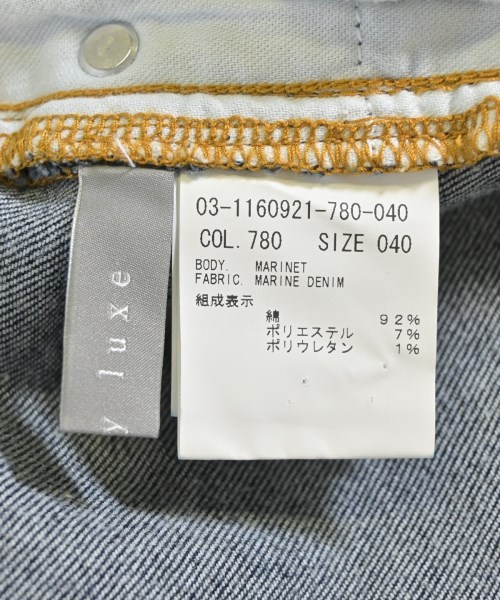 03-1160921-780-040
COL. 780 SIZE 040
BODY. MARINET
FABRIC. MARINE DENIM
組成表示
綿 92%
ポリエステル 7%
ポリウレタン 1%
y luxe